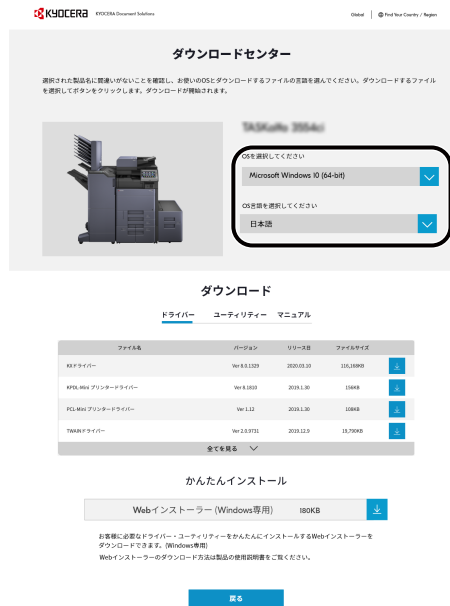 KYOCERA KYOCERA Document Solutions
Global Find Your Country / Region
ダウンロードセンター
選択された製品名に間違いがないことを確認し、お使いのOSとダウンロードするファイルの言語を選んでください。ダウンロードするファイル
を選択してボタンをクリックします。ダウンロードが開始されます。
OSを選択してください
Microsoft Windows 10 (64-bit)
OS言語を選択してください
日本語
ダウンロード
ドライバー ユーティリティー マニュアル
ファイル名 バージョン リリース日 ファイルサイズ
KXドライバー Ver 8.0.1329 2020.03.10 116,168KB
KPDL-Mini プリンタードライバー Ver 8.1810 2019.1.30 156KB
PCL-Mini プリンタードライバー Ver 1.12 2019.1.30 108KB
TWAINドライバー Ver 2.0.9731 2019.12.9 19,790KB
全てを見る
かんたんインストール
Webインストーラー (Windows専用) 180KB
お客様に必要なドライバー・ユーティリティーをかんたんにインストールするWebインストーラーを
ダウンロードできます。(Windows専用)
Webインストーラーのダウンロード方法は製品の使用説明書をご覧ください。
戻る